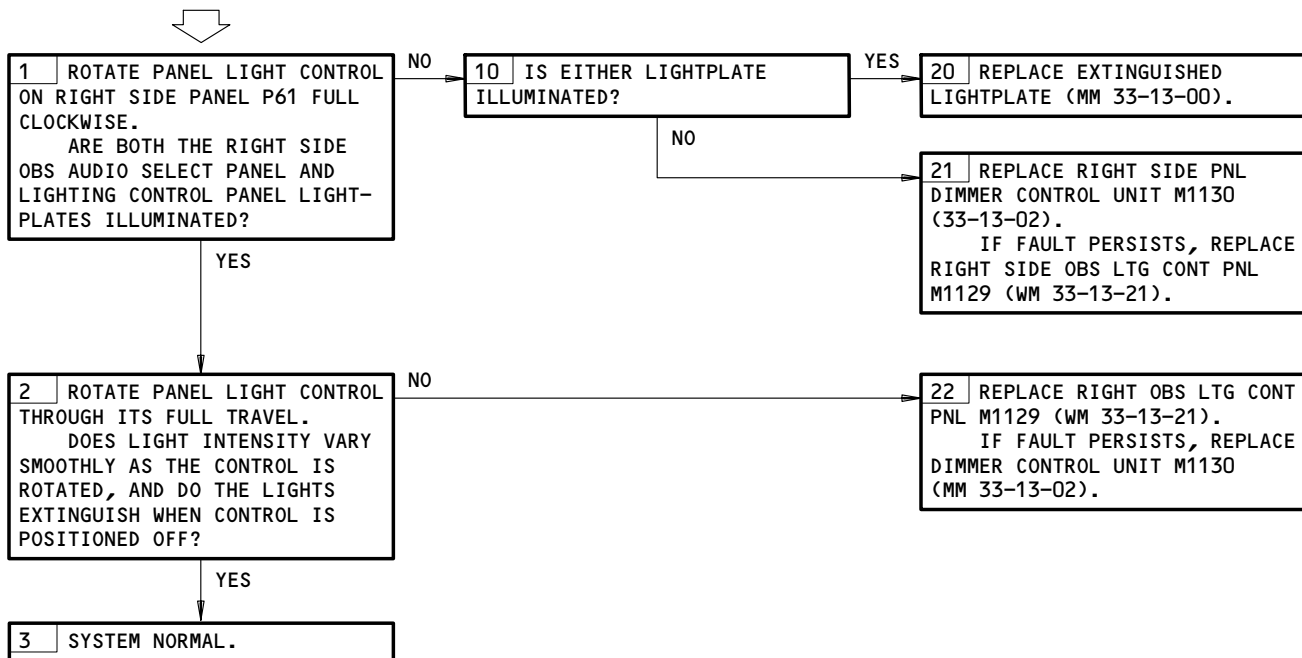 1 ROTATE PANEL LIGHT CONTROL
ON RIGHT SIDE PANEL P61 FULL
CLOCKWISE.
ARE BOTH THE RIGHT SIDE
OBS AUDIO SELECT PANEL AND
LIGHTING CONTROL PANEL LIGHT-
PLATES ILLUMINATED?
NO
10 IS EITHER LIGHTPLATE
ILLUMINATED?
YES
20 REPLACE EXTINGUISHED
LIGHTPLATE (MM 33-13-00).
NO
21 REPLACE RIGHT SIDE PNL
DIMMER CONTROL UNIT M1130
(33-13-02).
IF FAULT PERSISTS, REPLACE
RIGHT SIDE OBS LTG CONT PNL
M1129 (WM 33-13-21).
YES
2 ROTATE PANEL LIGHT CONTROL
THROUGH ITS FULL TRAVEL.
DOES LIGHT INTENSITY VARY
SMOOTHLY AS THE CONTROL IS
ROTATED, AND DO THE LIGHTS
EXTINGUISH WHEN CONTROL IS
POSITIONED OFF?
NO
22 REPLACE RIGHT OBS LTG CONT
PNL M1129 (WM 33-13-21).
IF FAULT PERSISTS, REPLACE
DIMMER CONTROL UNIT M1130
(MM 33-13-02).
YES
3 SYSTEM NORMAL.